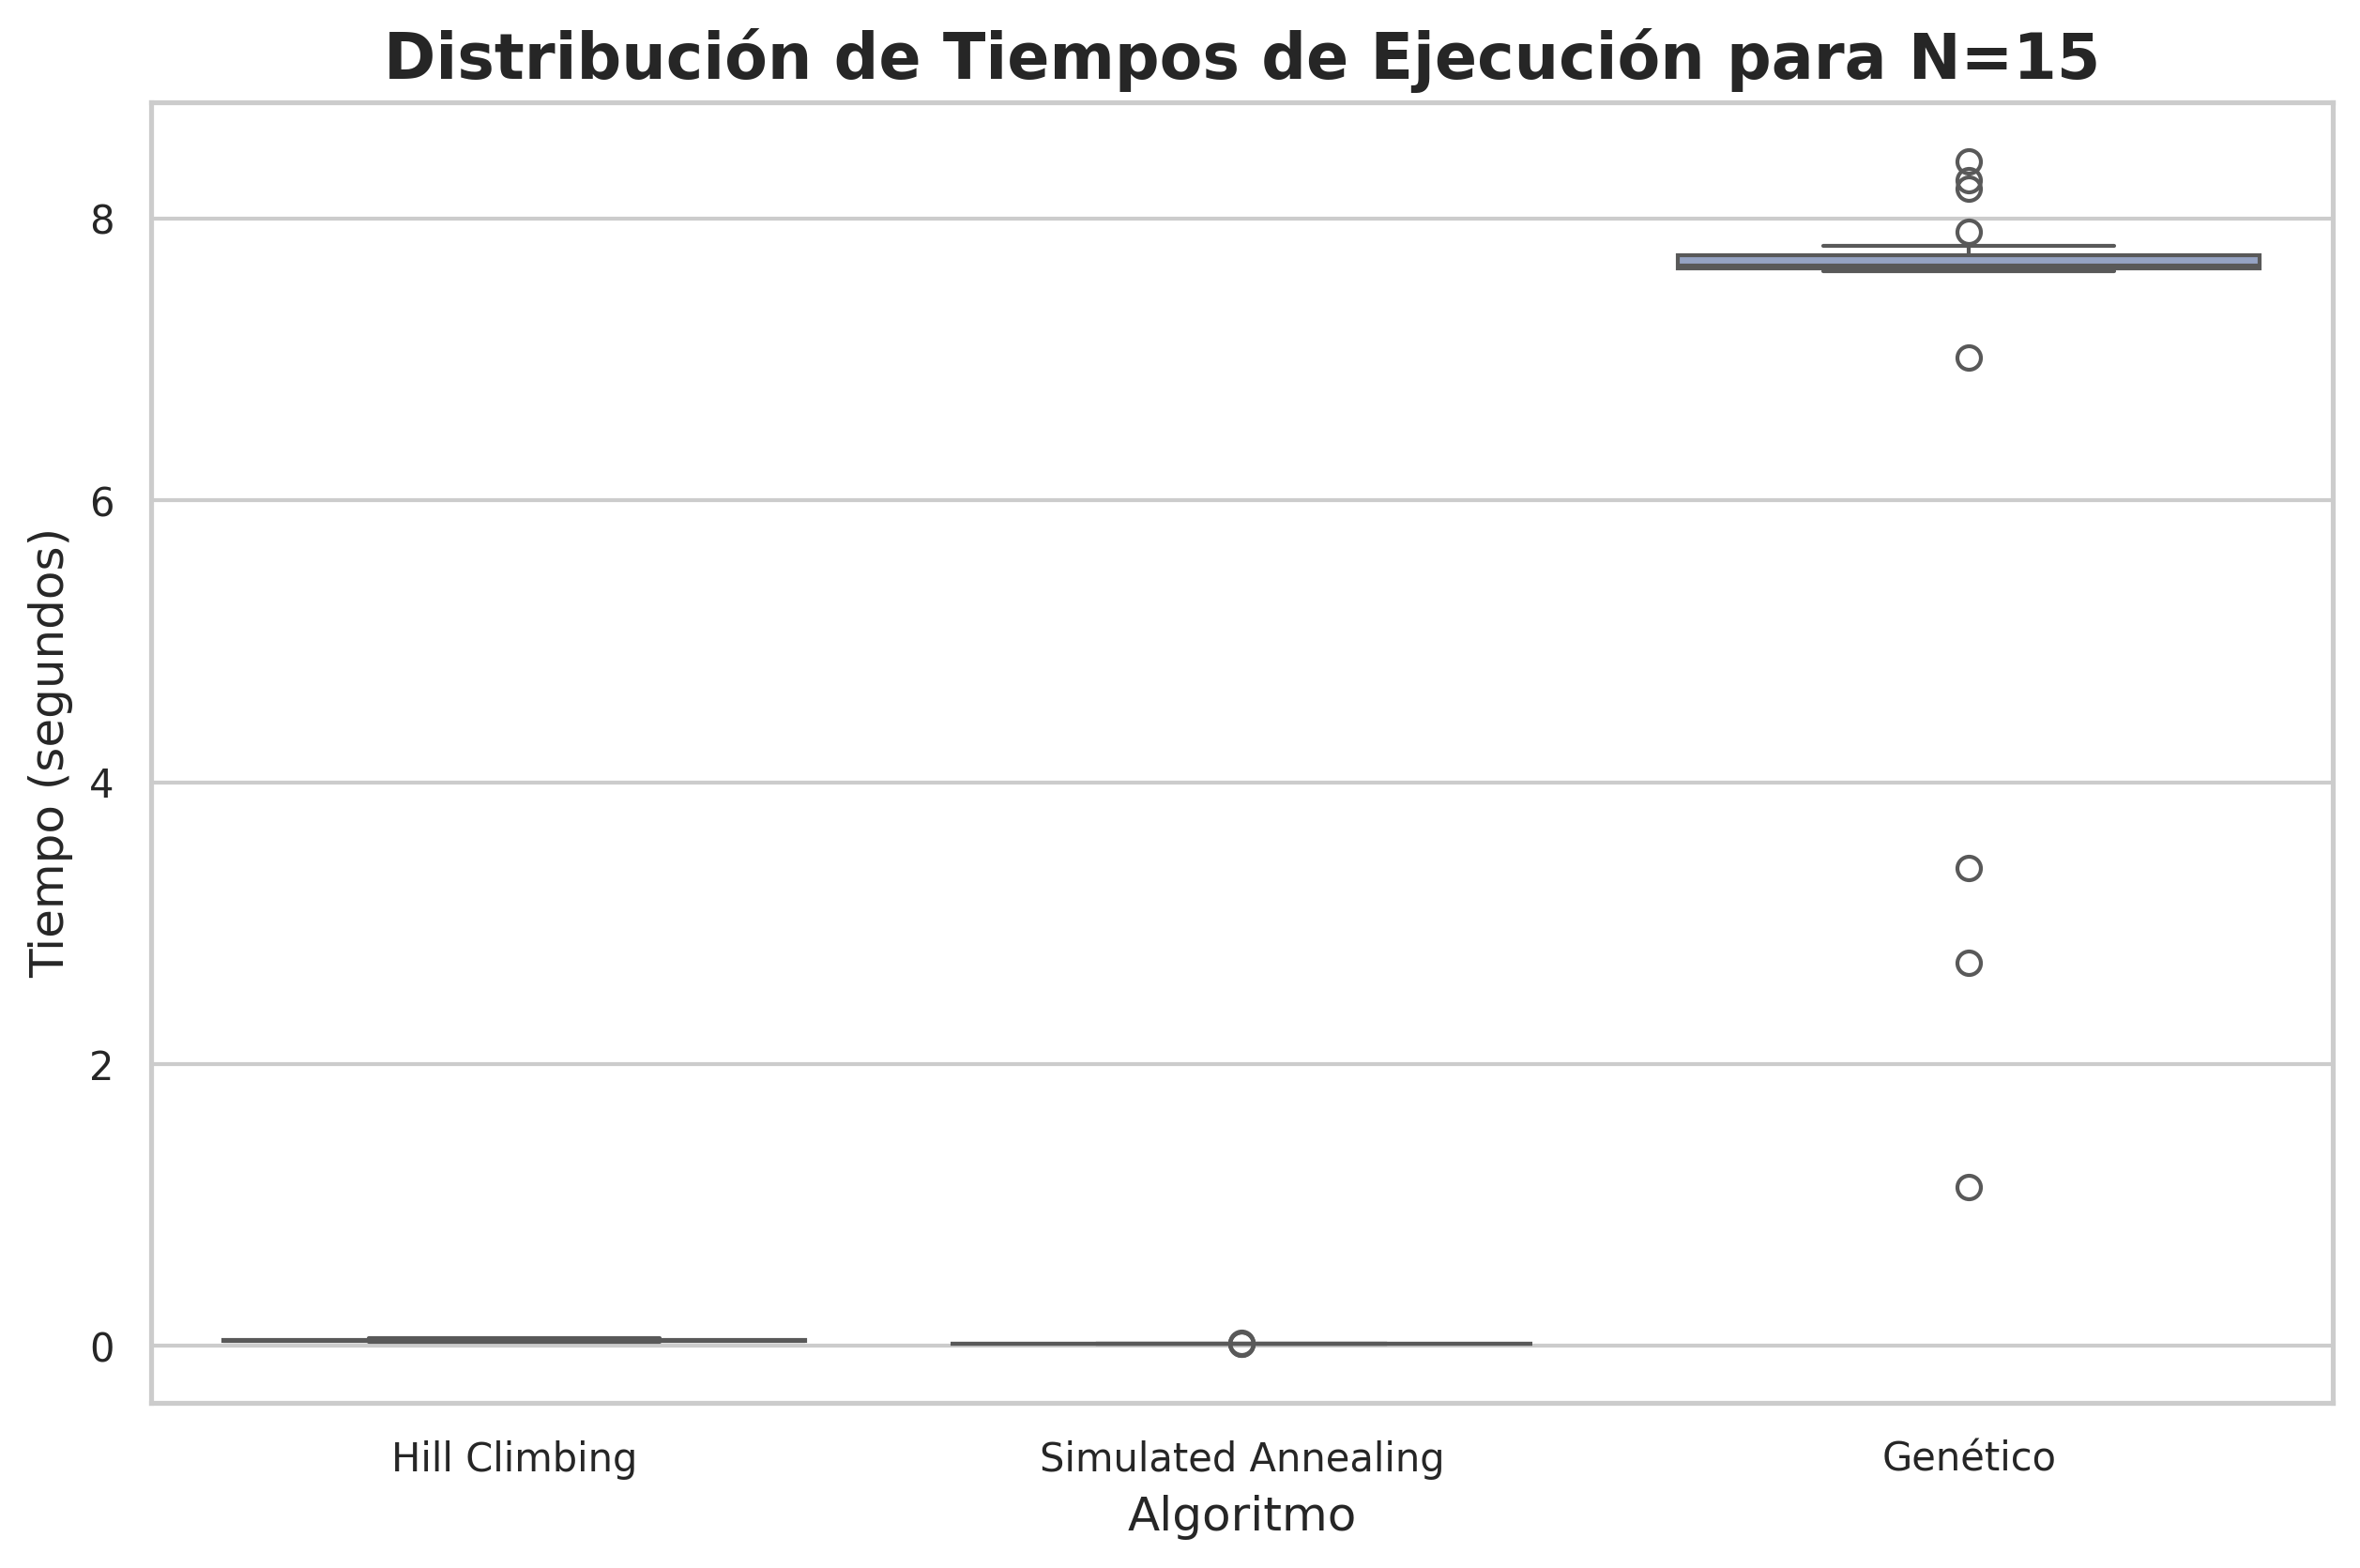 Distribución de Tiempos de Ejecución para N=15
Tiempo (segundos)
8
6
4
2
0
Hill Climbing
Simulated Annealing
Genético
Algoritmo